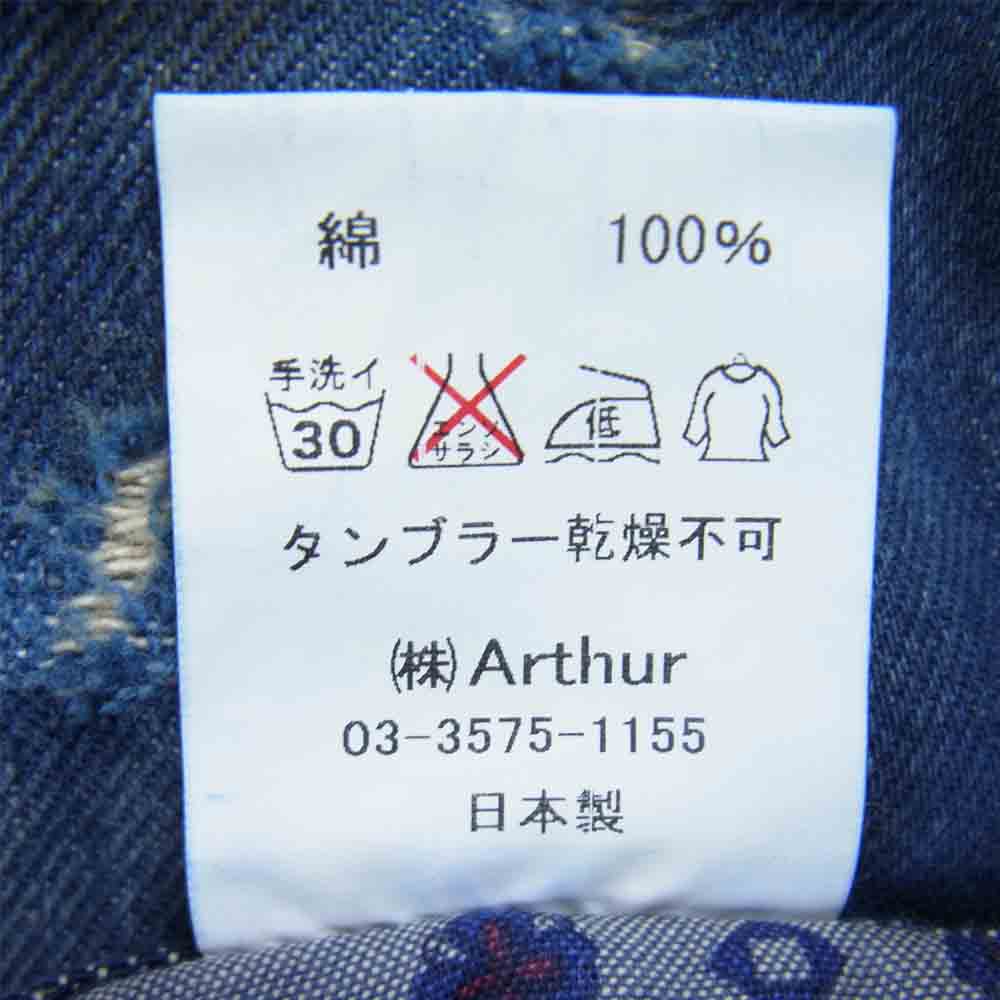 綿 100%
手洗イ
30
エンソ
サラシ
低
タンブラー乾燥不可
(株)Arthur
03-3575-1155
日本製